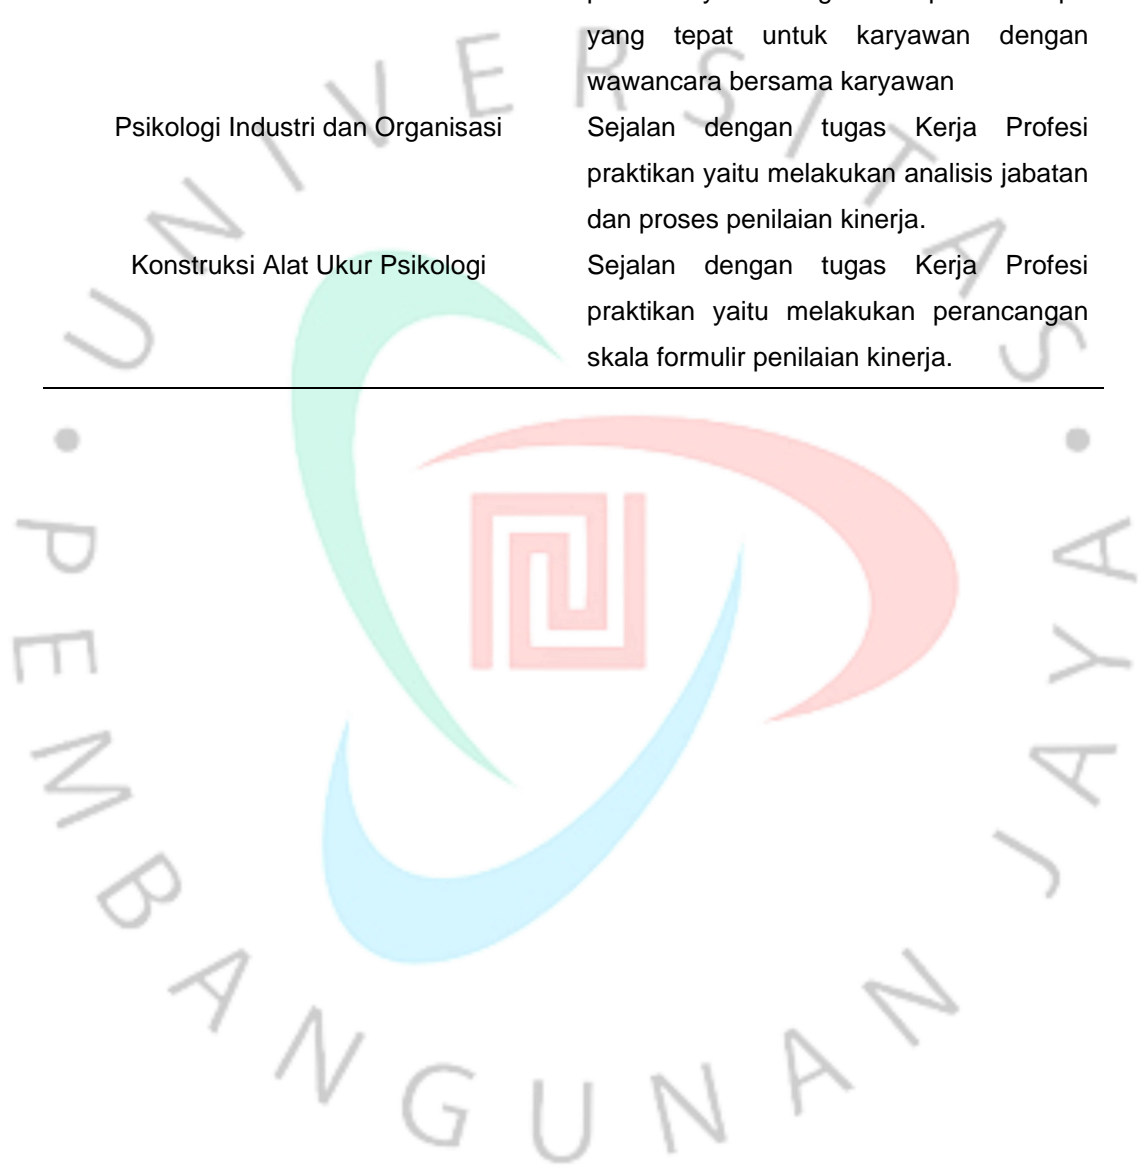 yang tepat untuk karyawan dengan
wawancara bersama karyawan
Psikologi Industri dan Organisasi
Sejalan dengan tugas Kerja Profesi
praktikan yaitu melakukan analisis jabatan
dan proses penilaian kinerja.
Konstruksi Alat Ukur Psikologi
Sejalan dengan tugas Kerja Profesi
praktikan yaitu melakukan perancangan
skala formulir penilaian kinerja.
UNIVERSITAS
PEMBANGUNAN JAYA